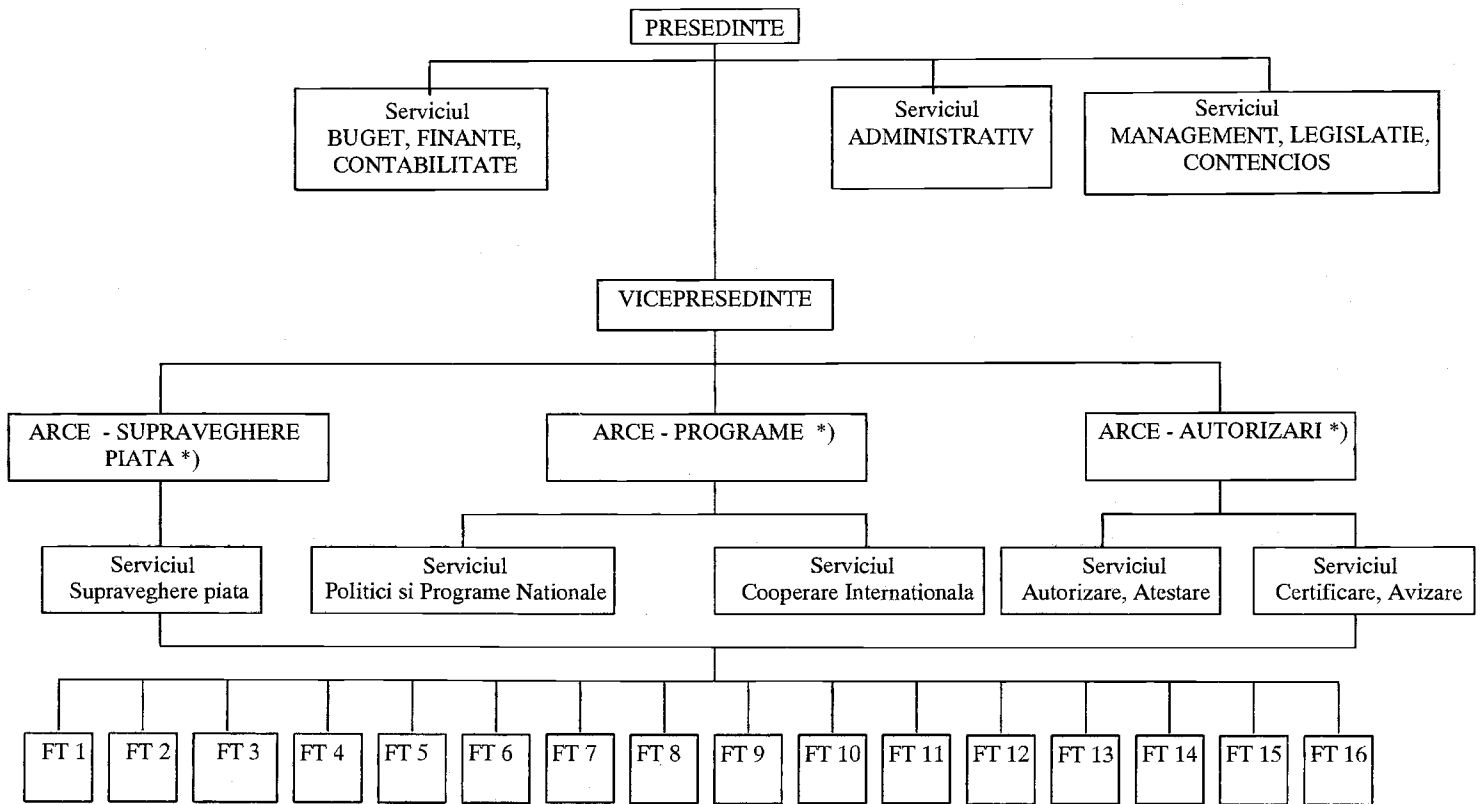 PRESEDINTE
Serviciul
BUGET, FINANTE,
CONTABILITATE
Serviciul
ADMINISTRATIV
Serviciul
MANAGEMENT, LEGISLATIE,
CONTENCIOS
VICEPRESEDINTE
ARCE - SUPRAVEGHERE
PIATA *)
ARCE - PROGRAME *)
ARCE - AUTORIZARI *)
Serviciul
Supraveghere piata
Serviciul
Politici si Programe Nationale
Serviciul
Cooperare Internationala
Serviciul
Autorizare, Atestare
Serviciul
Certificare, Avizare
FT 1
FT 2
FT 3
FT 4
FT 5
FT 6
FT 7
FT 8
FT 9
FT 10
FT 11
FT 12
FT 13
FT 14
FT 15
FT 16